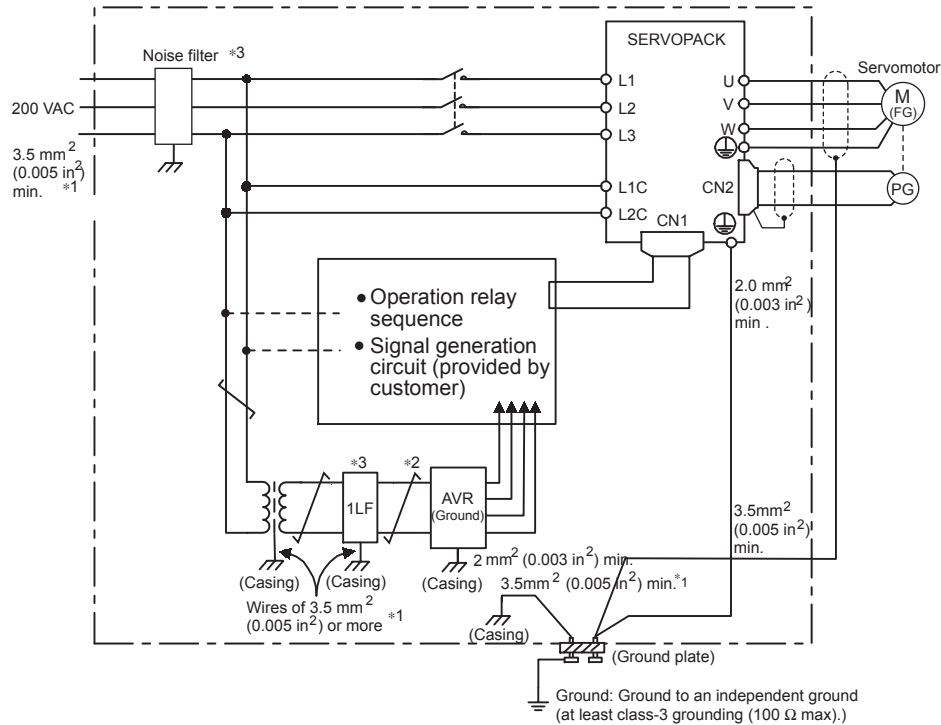 SERVOPACK
Noise filter *3
Servomotor
L1
U
M
(FG)
200 VAC
L2
V
L3
W
3.5 mm2
(0.005 in2)
min. *1
L1C
CN2
PG
L2C
CN1
• Operation relay
sequence
• Signal generation
circuit (provided by
customer)
2.0 mm2
(0.003 in2)
min .
*3
*2
1LF
AVR
(Ground)
3.5mm2
(0.005 in2)
min.
2 mm2 (0.003 in2) min.
(Casing)
(Casing)
(Casing)
3.5mm2 (0.005 in2) min.*1
Wires of 3.5 mm2
(0.005 in2) or more *1
(Casing)
(Ground plate)
Ground: Ground to an independent ground
(at least class-3 grounding (100 Ω max).)